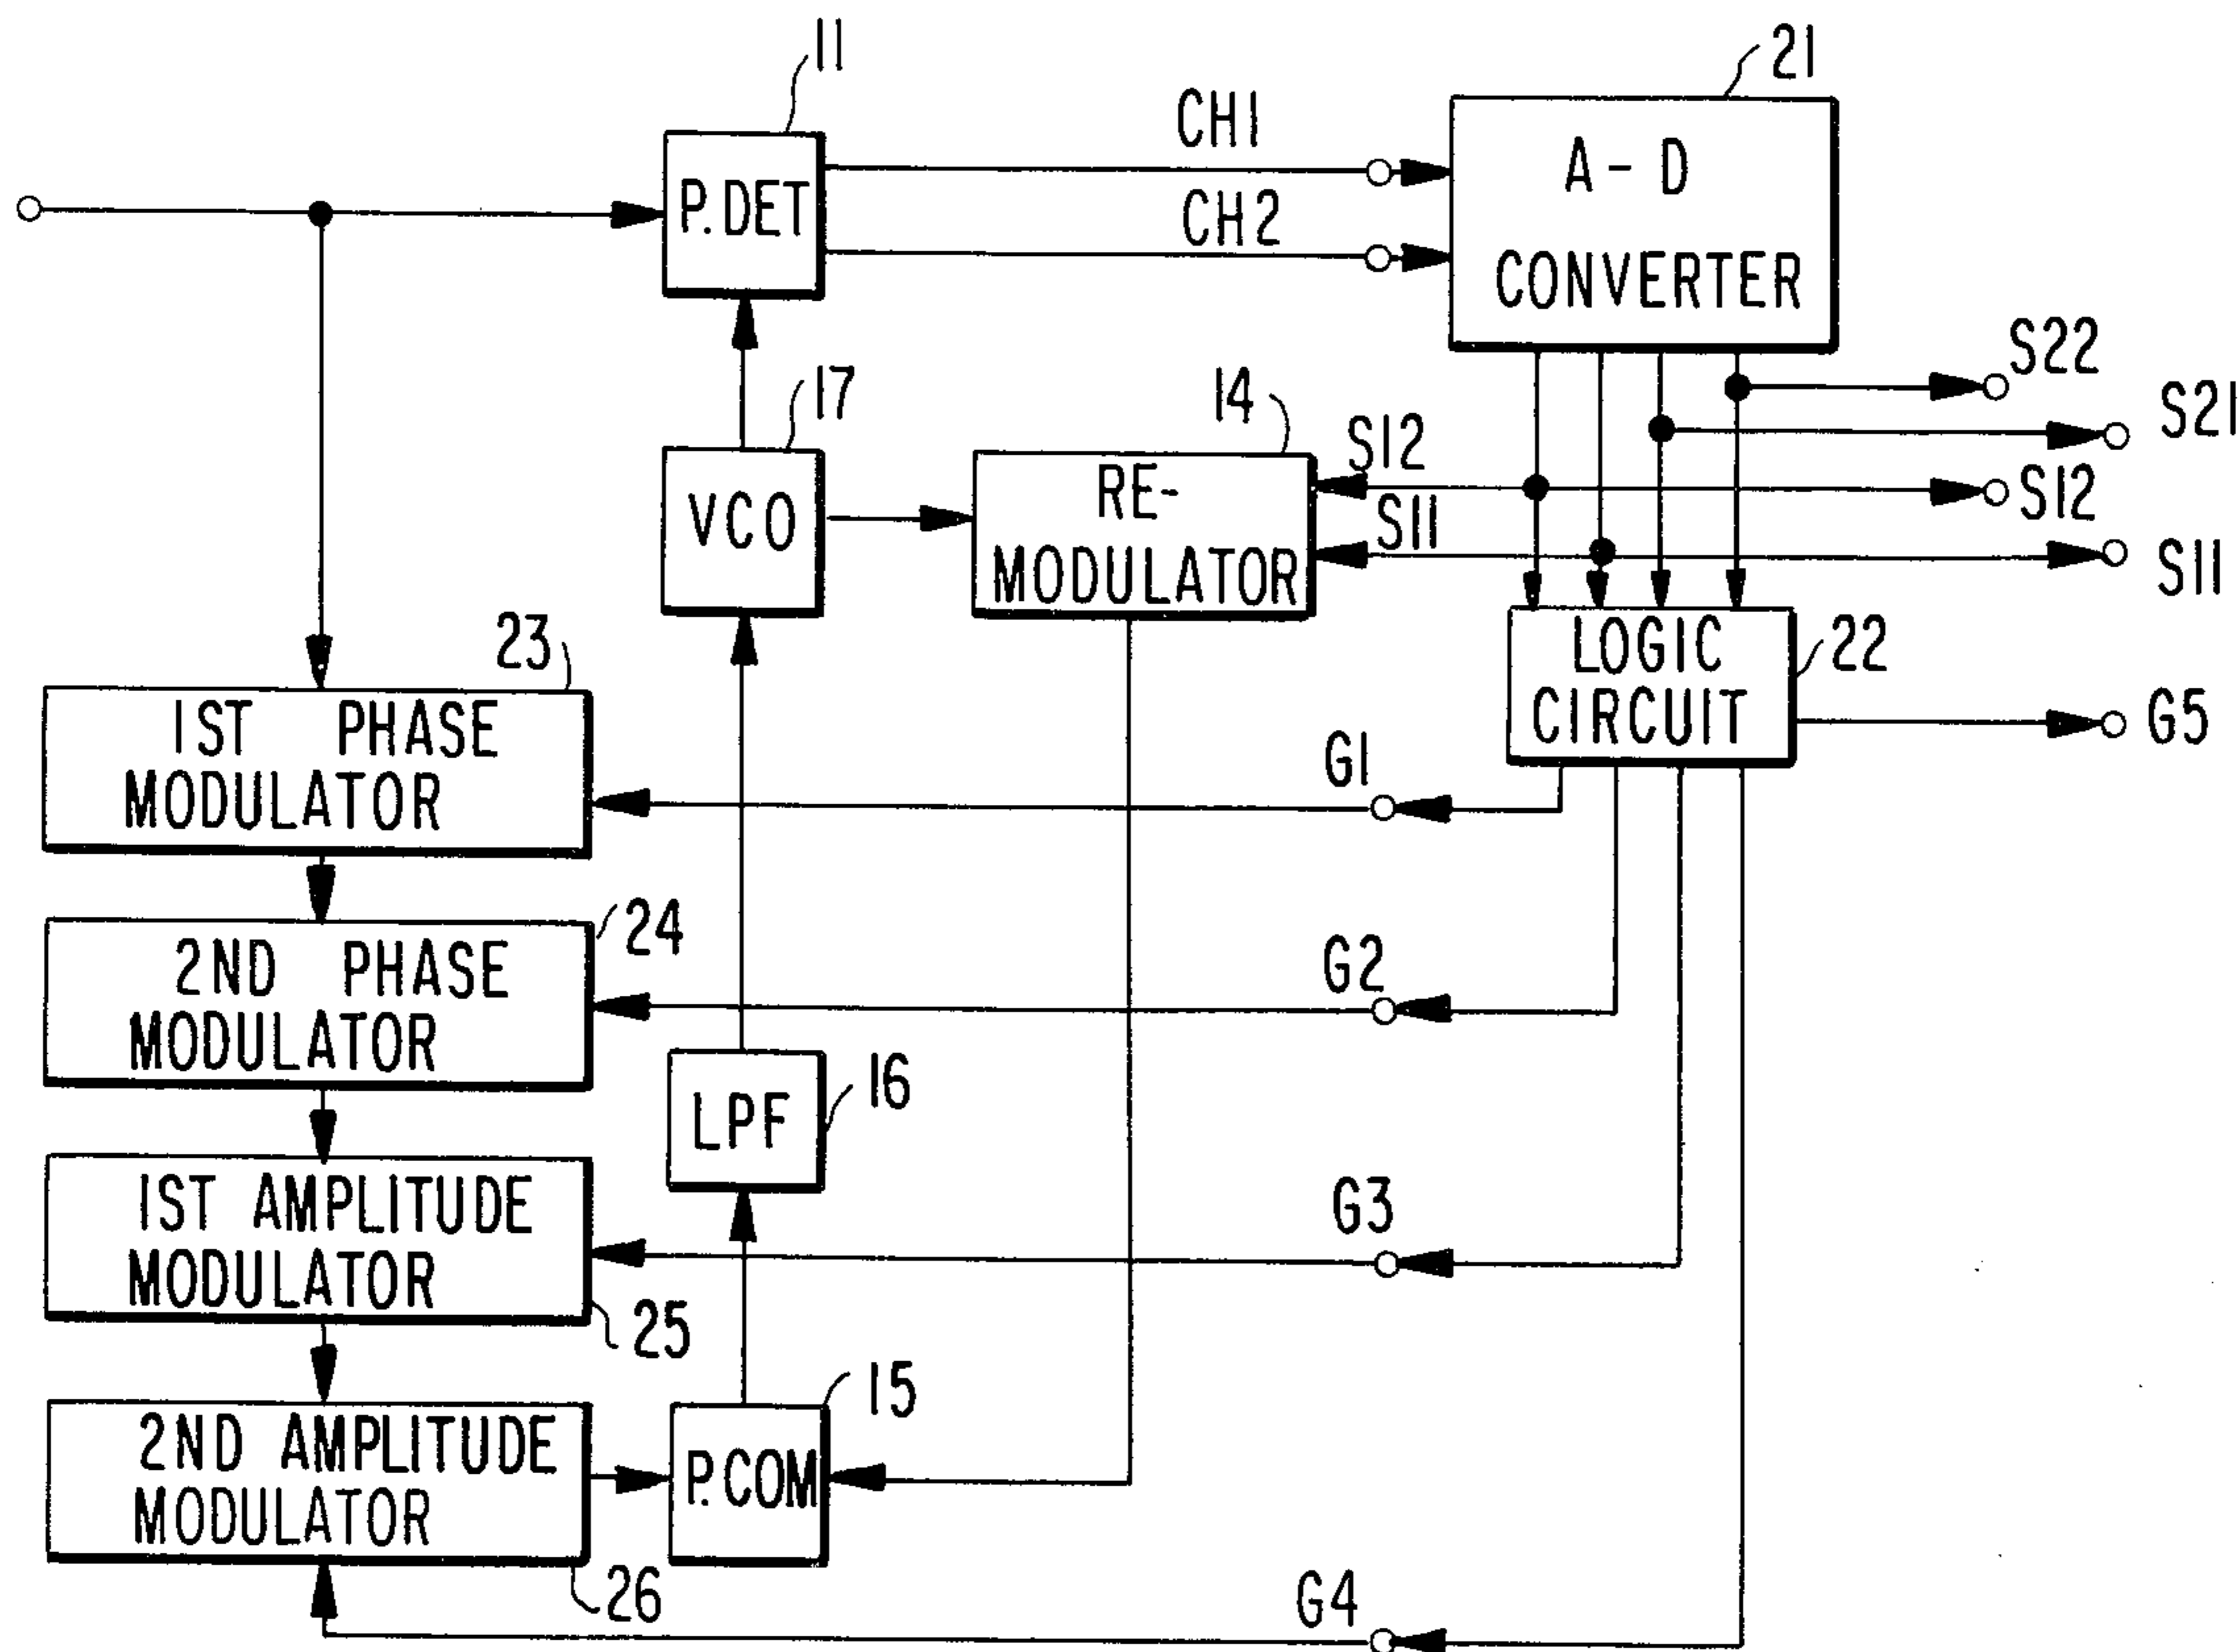 11
21
CH1
A-D
P.DET
CH2
CONVERTER
S22
17
14
S21
S12
RE-
S12
VCO
S11
MODULATOR
S11
23
LOGIC
22
1ST PHASE
CIRCUIT
G5
MODULATOR
G1
24
2ND PHASE
G2
MODULATOR
16
LPF
1ST AMPLITUDE
G3
MODULATOR
25
15
2ND AMPLITUDE
P.COM
MODULATOR
26
G4